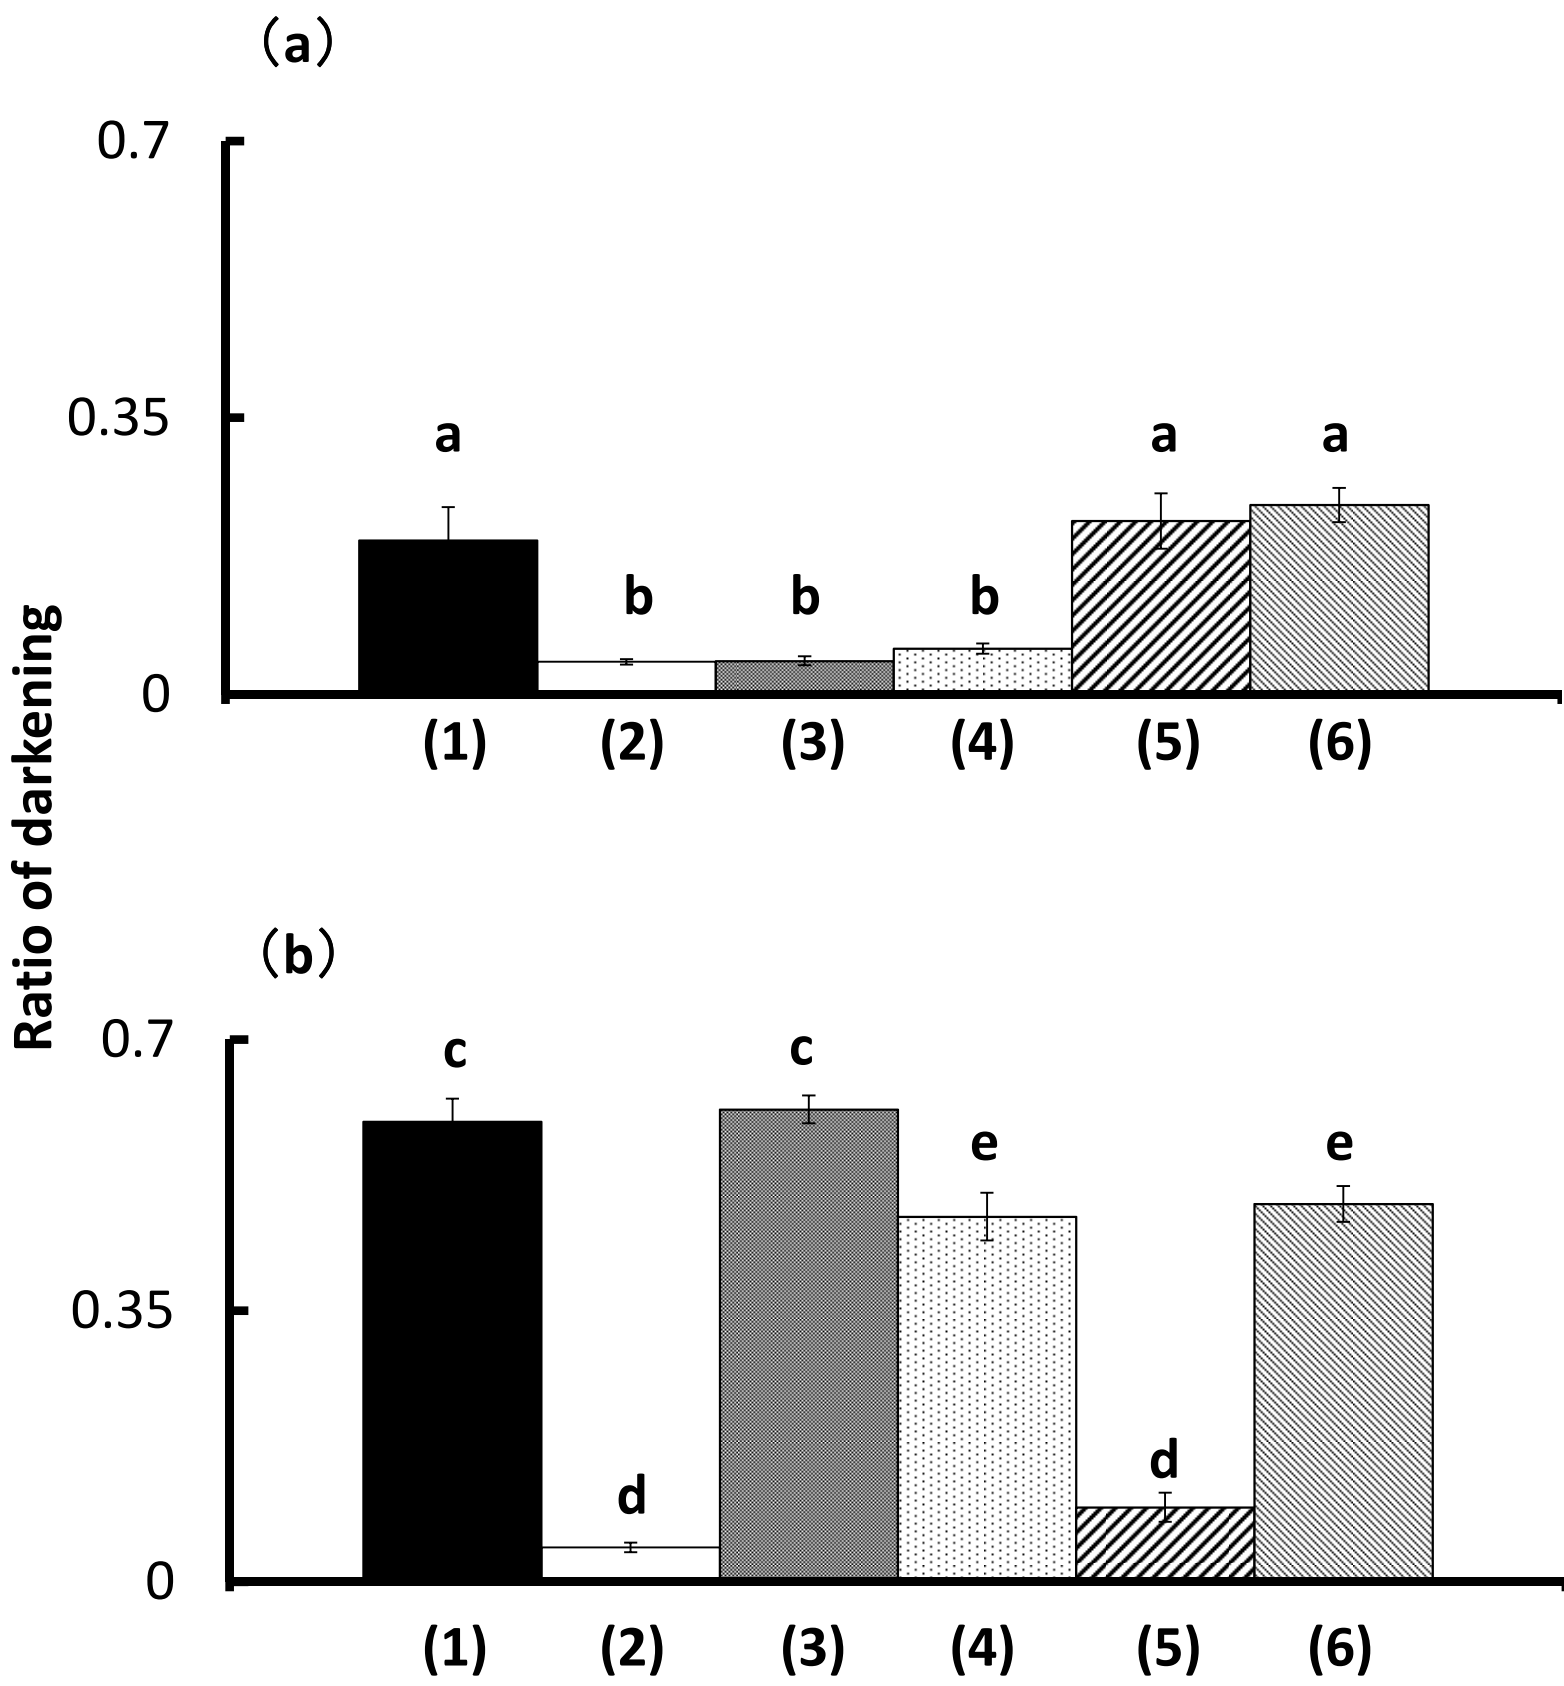 (a)
0.7
0.35
0
a
b
b
b
a
a
(1) (2) (3) (4) (5) (6)
Ratio of darkening
(b)
0.7
0.35
0
c
d
c
e
d
e
(1) (2) (3) (4) (5) (6)